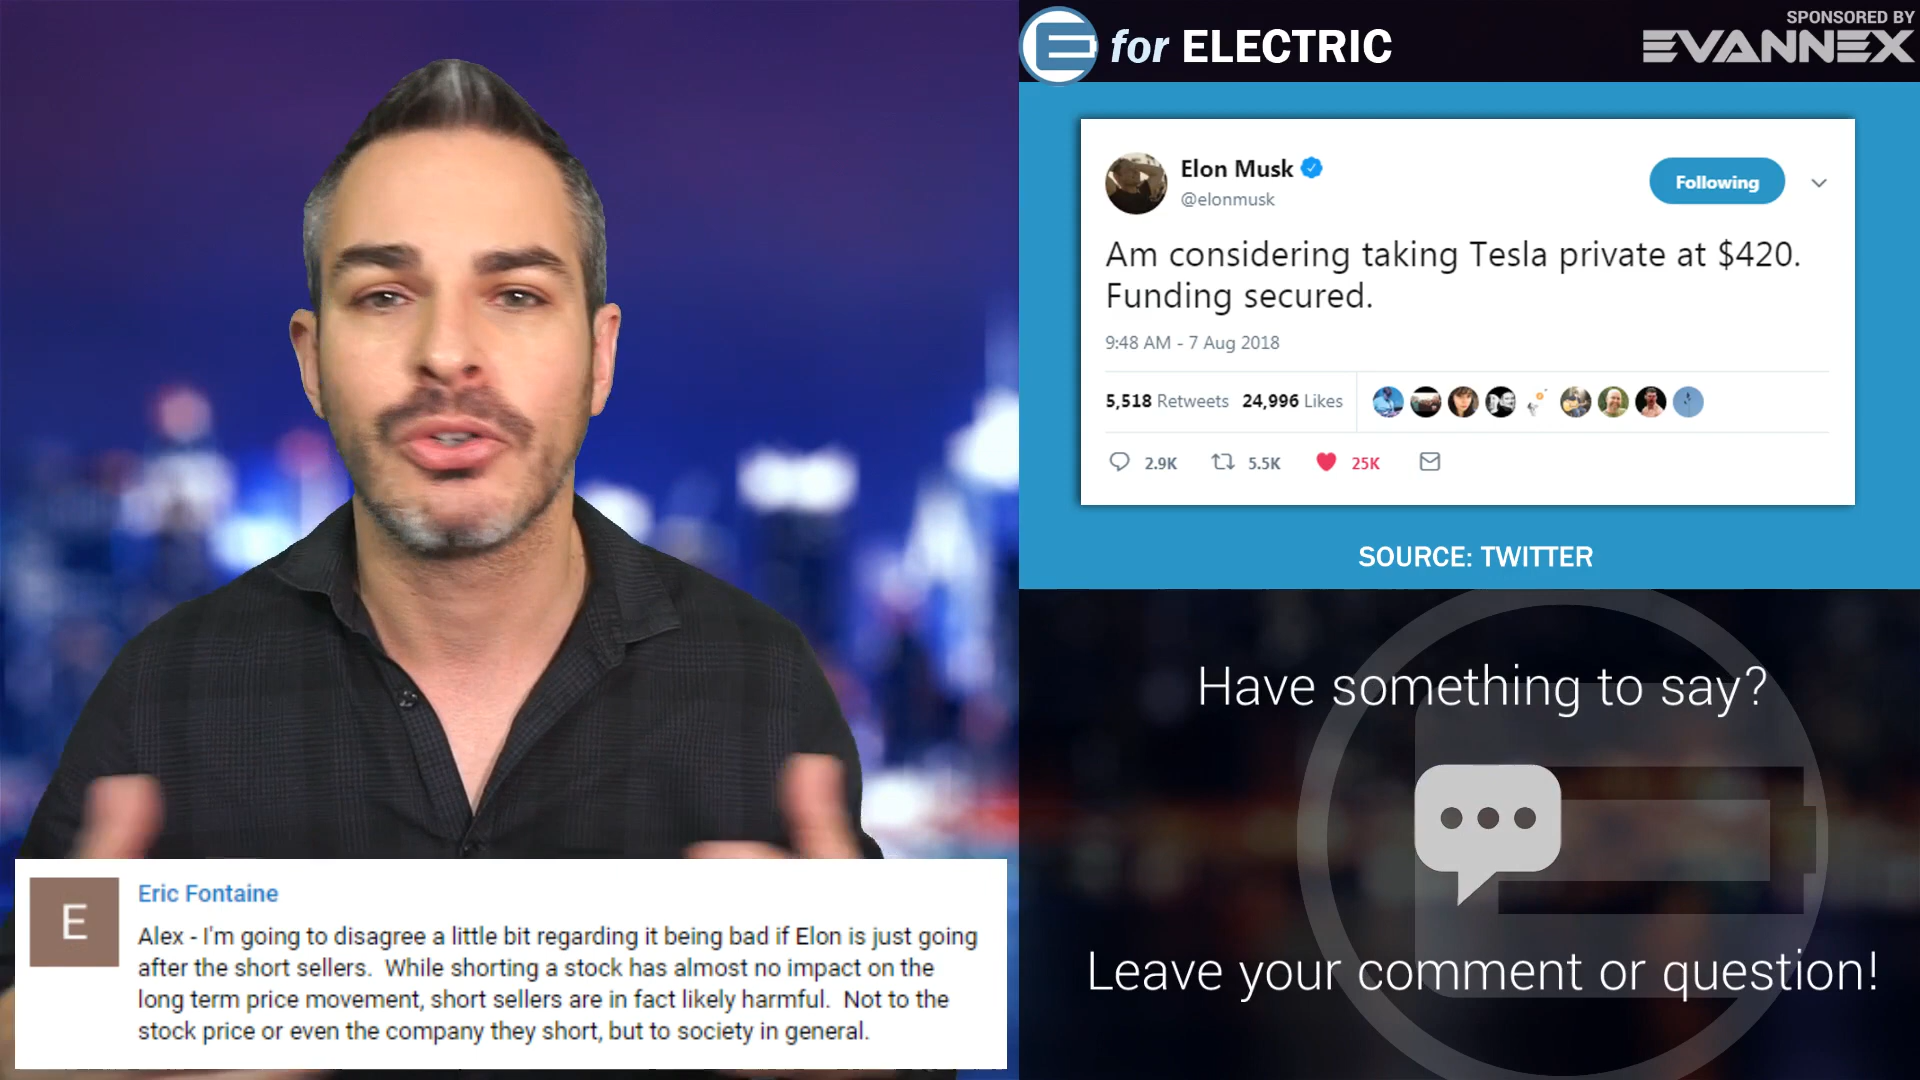 for ELECTRIC
SPONSORED BY
EVANNEX
Elon Musk
@elonmusk
Following
Am considering taking Tesla private at $420.
Funding secured.
9:48 AM - 7 Aug 2018
5,518 Retweets 24,996 Likes
2.9K 5.5K 25K
SOURCE: TWITTER
Have something to say?
Leave your comment or question!
E
Eric Fontaine
Alex - I'm going to disagree a little bit regarding it being bad if Elon is just going
after the short sellers. While shorting a stock has almost no impact on the
long term price movement, short sellers are in fact likely harmful. Not to the
stock price or even the company they short, but to society in general.